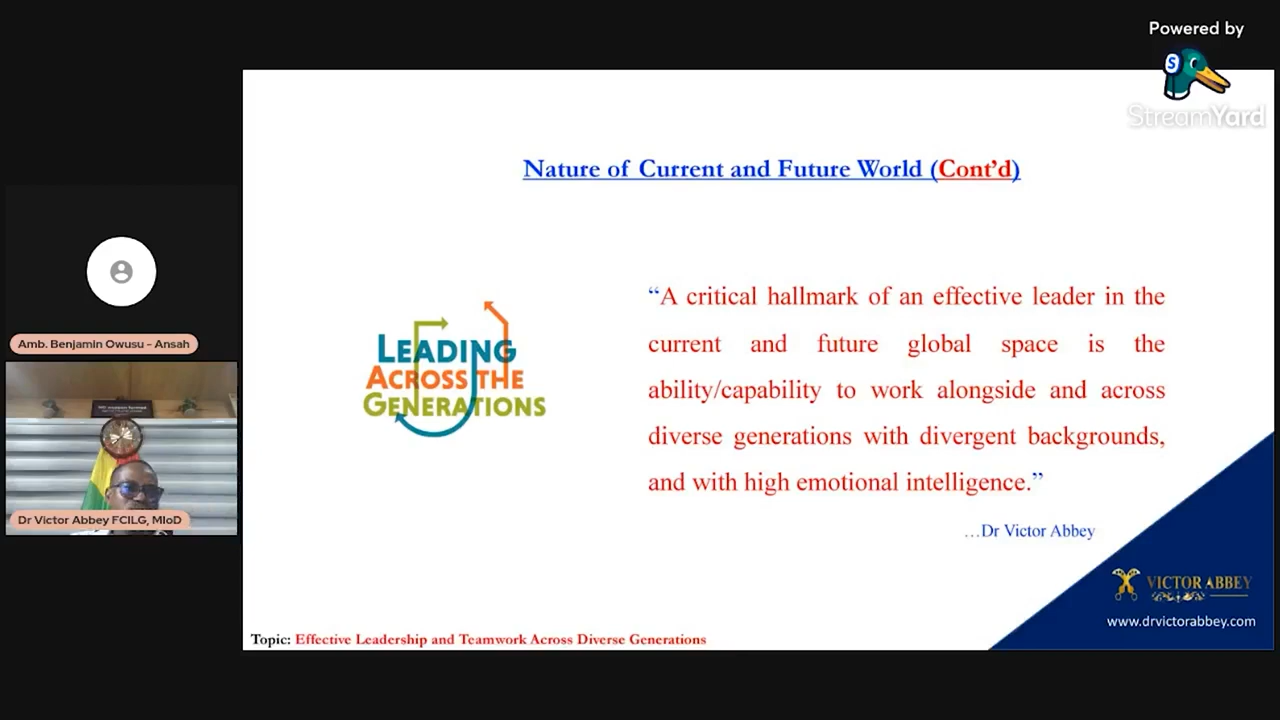 Powered by
StreamYard
Nature of Current and Future World (Cont’d)
Amb. Benjamin Owusu - Ansah
Dr Victor Abbey FCILG, MIoD
LEADING
ACROSS THE
GENERATIONS
“A critical hallmark of an effective leader in the
current and future global space is the
ability/capability to work alongside and across
diverse generations with divergent backgrounds,
and with high emotional intelligence.”
…Dr Victor Abbey
VICTOR ABBEY
www.drvictorabbey.com
Topic: Effective Leadership and Teamwork Across Diverse Generations